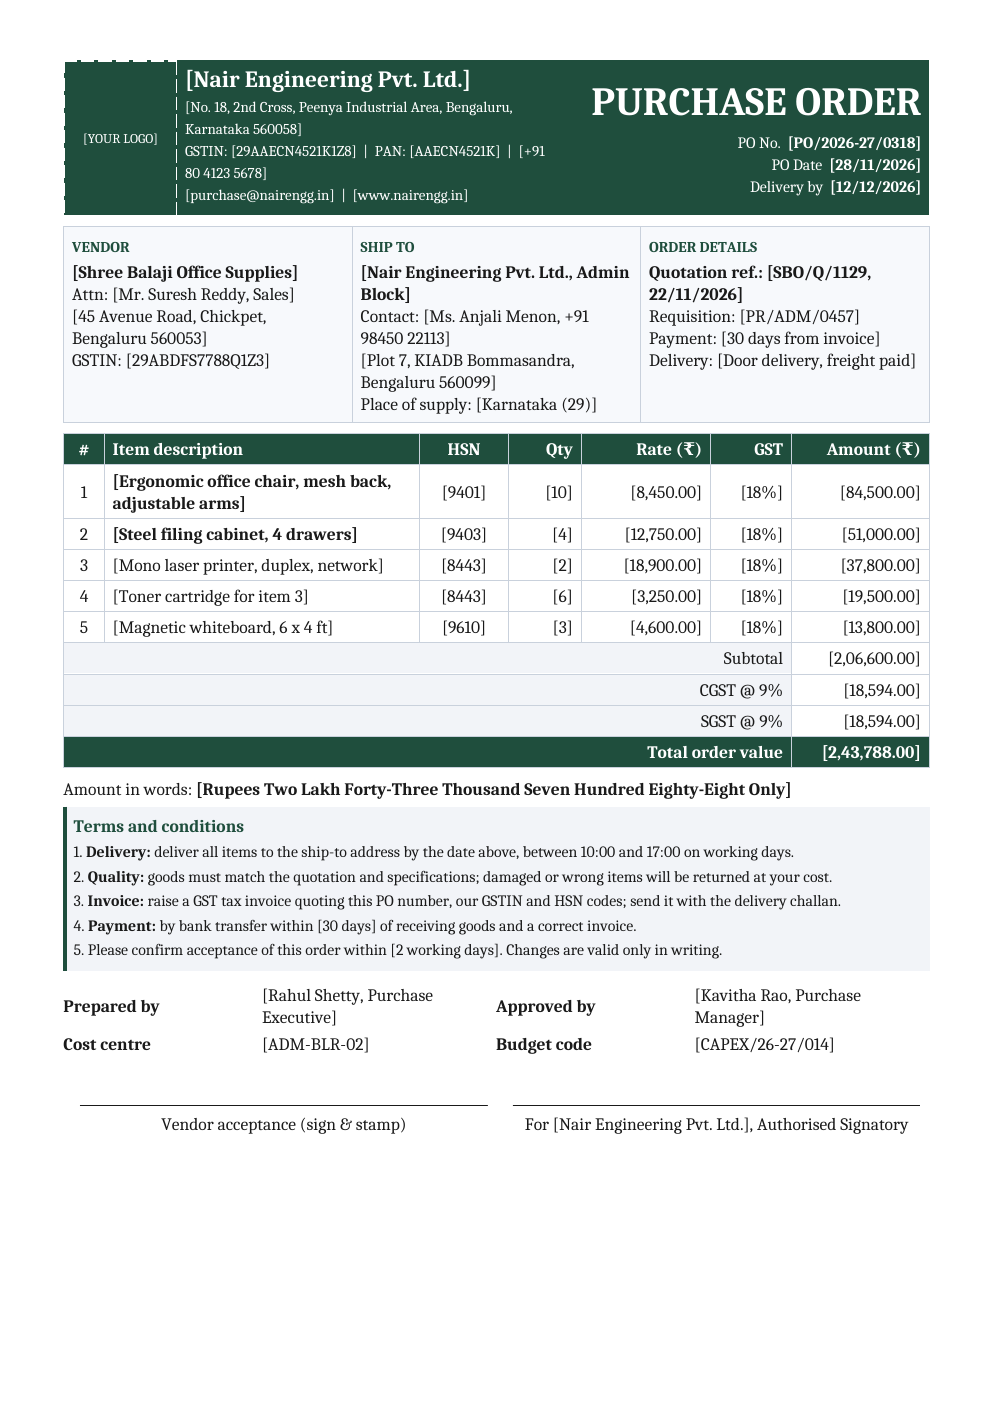 [YOUR LOGO]
[Nair Engineering Pvt. Ltd.]
[No. 18, 2nd Cross, Peenya Industrial Area, Bengaluru,
Karnataka 560058]
GSTIN: [29AAECN4521K1Z8] | PAN: [AAECN4521K] | [+91
80 4123 5678]
[purchase@nairengg.in] | [www.nairengg.in]
PURCHASE ORDER
PO No. [PO/2026-27/0318]
PO Date [28/11/2026]
Delivery by [12/12/2026]
VENDOR
[Shree Balaji Office Supplies]
Attn: [Mr. Suresh Reddy, Sales]
[45 Avenue Road, Chickpet,
Bengaluru 560053]
GSTIN: [29ABDFS7788Q1Z3]
SHIP TO
[Nair Engineering Pvt. Ltd., Admin
Block]
Contact: [Ms. Anjali Menon, +91
98450 22113]
[Plot 7, KIADB Bommasandra,
Bengaluru 560099]
Place of supply: [Karnataka (29)]
ORDER DETAILS
Quotation ref.: [SBO/Q/1129,
22/11/2026]
Requisition: [PR/ADM/0457]
Payment: [30 days from invoice]
Delivery: [Door delivery, freight paid]
# Item description HSN Qty Rate (₹) GST Amount (₹)
1 [Ergonomic office chair, mesh back,
adjustable arms] [9401] [10] [8,450.00] [18%] [84,500.00]
2 [Steel filing cabinet, 4 drawers] [9403] [4] [12,750.00] [18%] [51,000.00]
3 [Mono laser printer, duplex, network] [8443] [2] [18,900.00] [18%] [37,800.00]
4 [Toner cartridge for item 3] [8443] [6] [3,250.00] [18%] [19,500.00]
5 [Magnetic whiteboard, 6 x 4 ft] [9610] [3] [4,600.00] [18%] [13,800.00]
Subtotal [2,06,600.00]
CGST @ 9% [18,594.00]
SGST @ 9% [18,594.00]
Total order value [2,43,788.00]
Amount in words: [Rupees Two Lakh Forty-Three Thousand Seven Hundred Eighty-Eight Only]
Terms and conditions
1. Delivery: deliver all items to the ship-to address by the date above, between 10:00 and 17:00 on working days.
2. Quality: goods must match the quotation and specifications; damaged or wrong items will be returned at your cost.
3. Invoice: raise a GST tax invoice quoting this PO number, our GSTIN and HSN codes; send it with the delivery challan.
4. Payment: by bank transfer within [30 days] of receiving goods and a correct invoice.
5. Please confirm acceptance of this order within [2 working days]. Changes are valid only in writing.
Prepared by [Rahul Shetty, Purchase
Executive] Approved by [Kavitha Rao, Purchase
Manager]
Cost centre [ADM-BLR-02] Budget code [CAPEX/26-27/014]
Vendor acceptance (sign & stamp)
For [Nair Engineering Pvt. Ltd.], Authorised Signatory